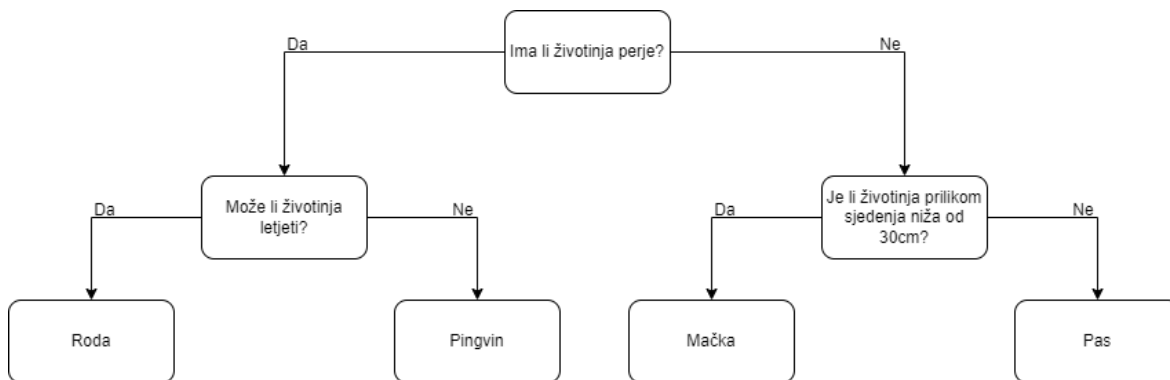 Da
Ima li životinja perje?
Ne
Da
Može li životinja
letjeti?
Ne
Da
Je li životinja prilikom
sjedenja niža od
30cm?
Ne
Roda
Pingvin
Mačka
Pas